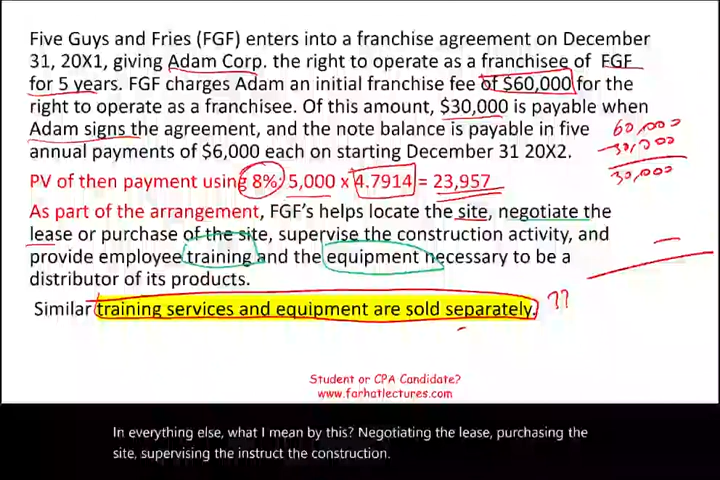 Five Guys and Fries (FGF) enters into a franchise agreement on December
31, 20X1, giving Adam Corp. the right to operate as a franchisee of FGF
for 5 years. FGF charges Adam an initial franchise fee of $60,000 for the
right to operate as a franchisee. Of this amount, $30,000 is payable when
Adam signs the agreement, and the note balance is payable in five
annual payments of $6,000 each on starting December 31 20X2.
60,000
-30,000
30,000
PV of then payment using 8%, 5,000 x 4.7914 = 23,957
As part of the arrangement, FGF's helps locate the site, negotiate the
lease or purchase of the site, supervise the construction activity, and
provide employee training and the equipment necessary to be a
distributor of its products.
Similar training services and equipment are sold separately. ??
Student or CPA Candidate?
www.farhatlectures.com
In everything else, what I mean by this? Negotiating the lease, purchasing the
site, supervising the instruct the construction.